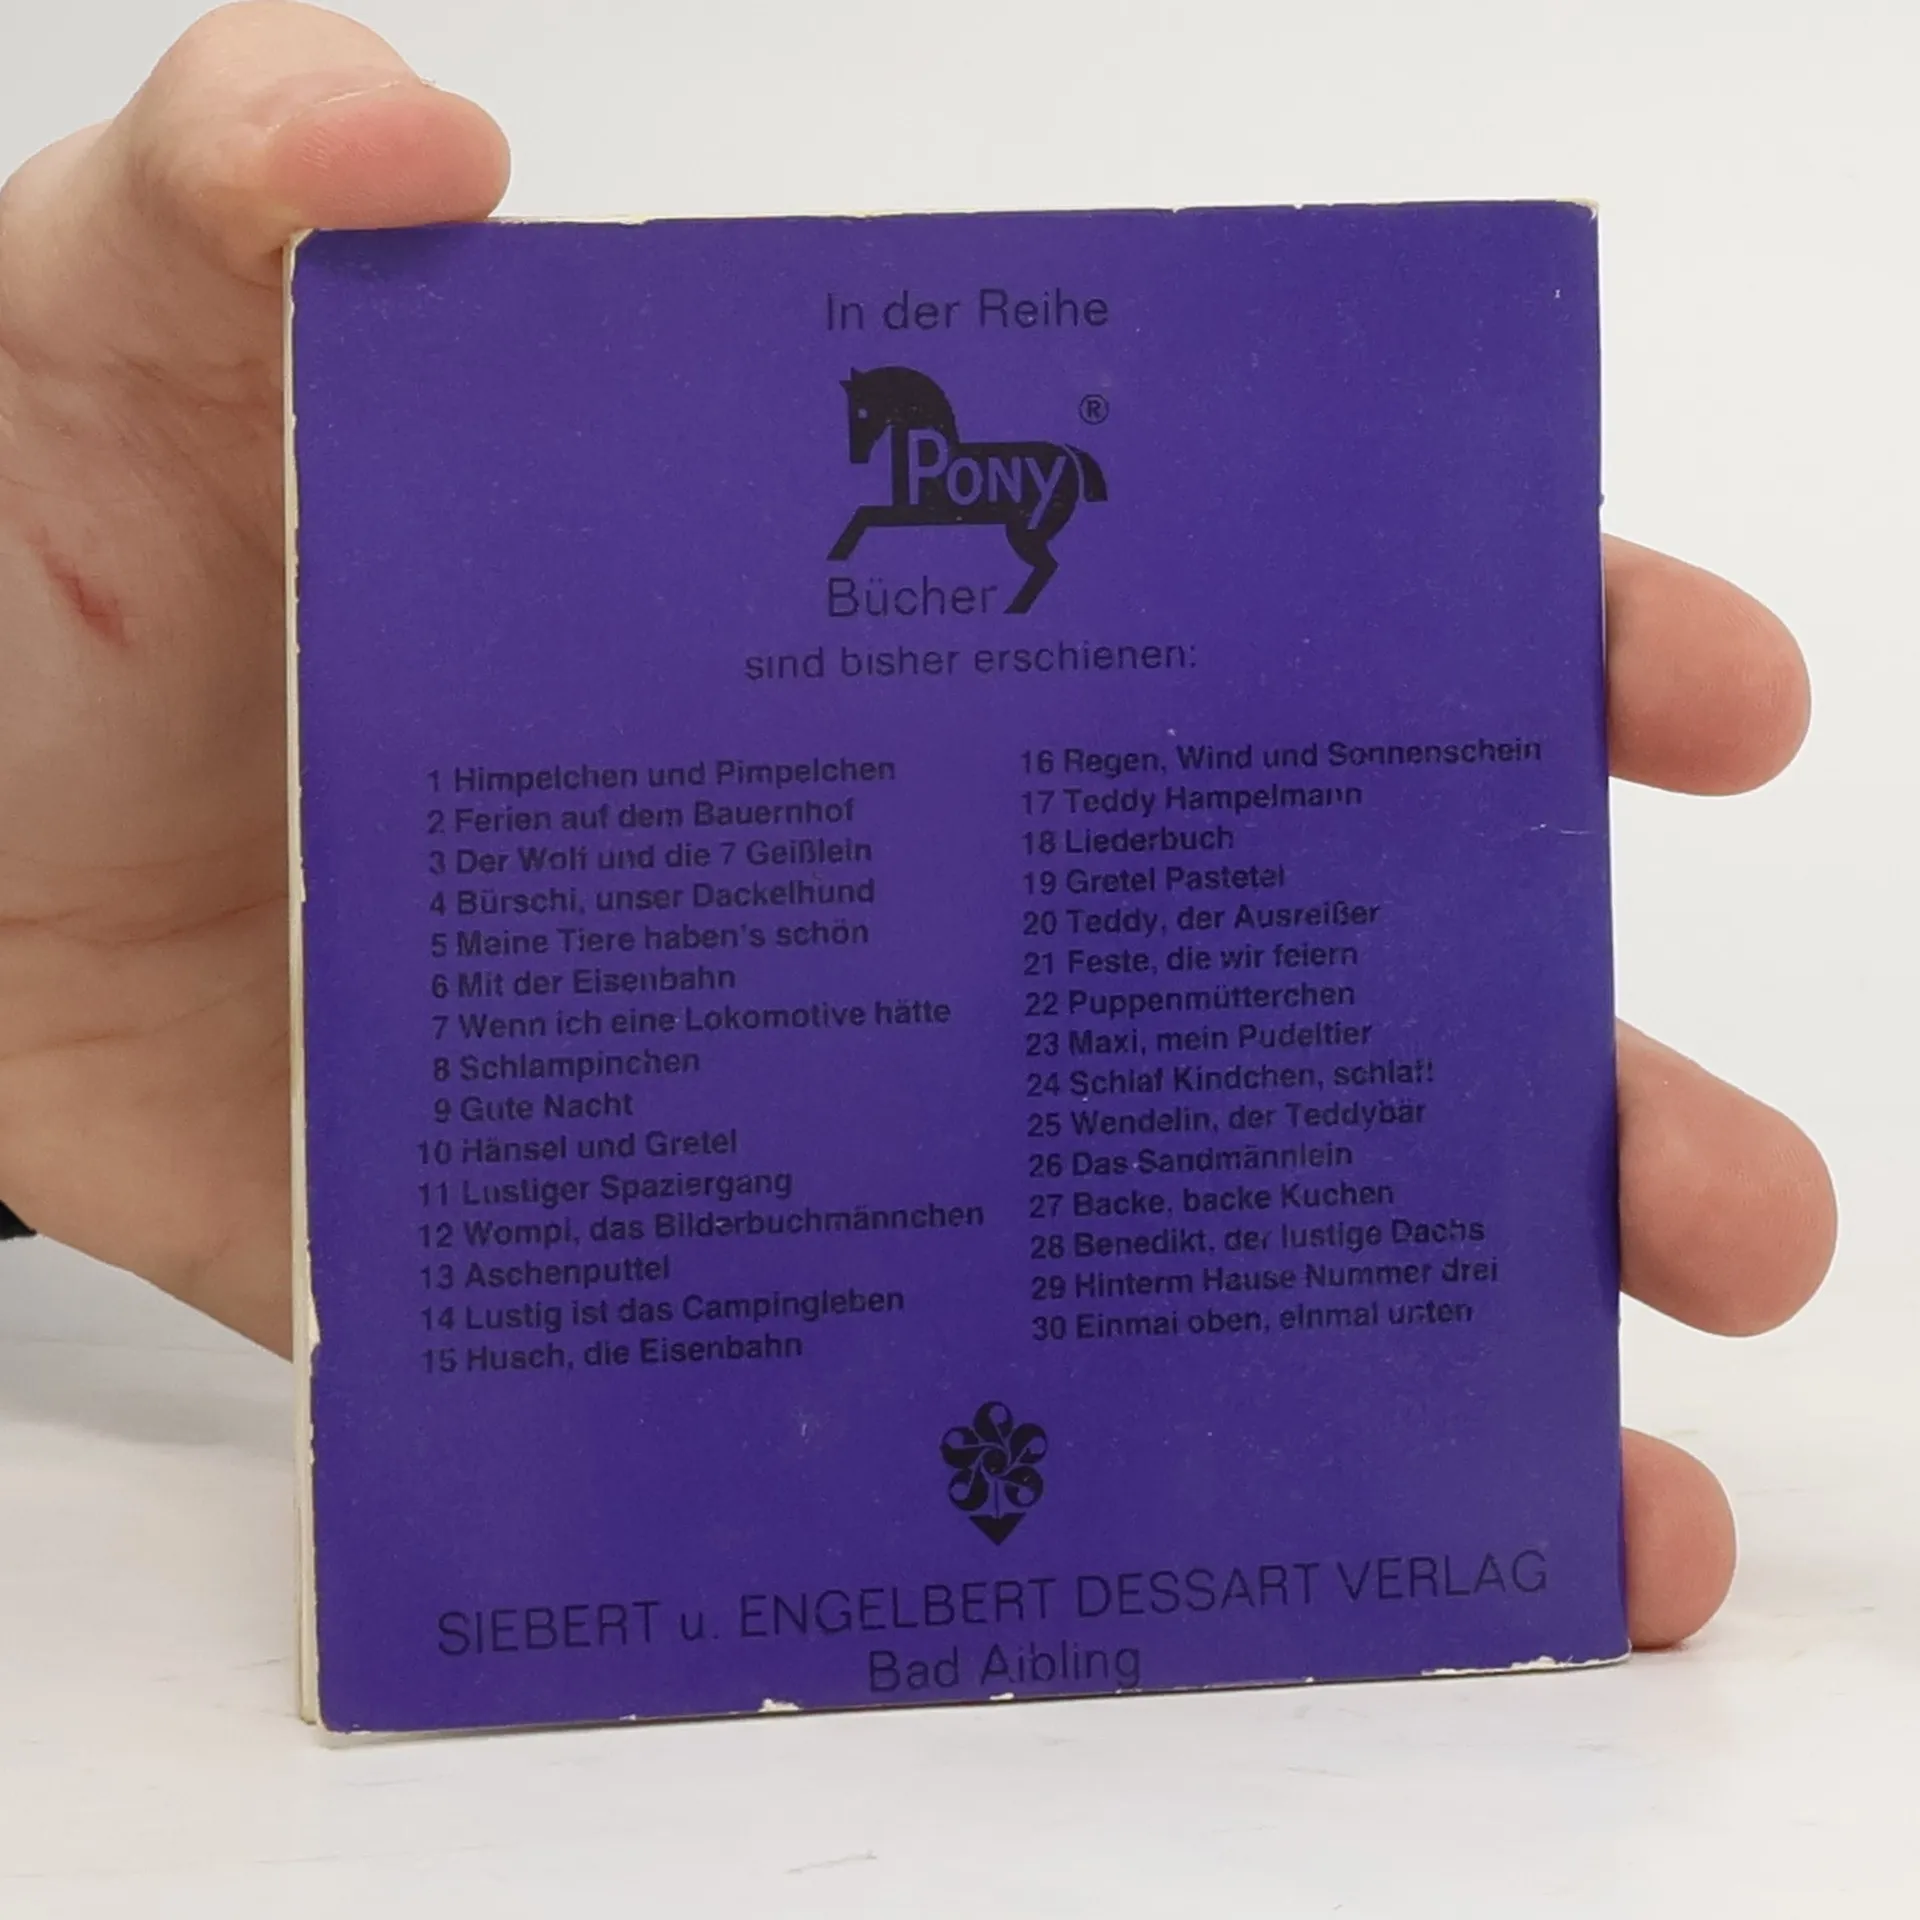 In der Reihe
®
PONY
Bücher
sind bisher erschienen:
1 Himpelchen und Pimpelchen
2 Ferien auf dem Bauernhof
3 Der Wolf und die 7 Geißlein
4 Bürschi, unser Dackelhund
5 Meine Tiere haben's schön
6 Mit der Eisenbahn
7 Wenn ich eine Lokomotive hätte
8 Schlampinchen
9 Gute Nacht
10 Hänsel und Gretel
11 Lustiger Spaziergang
12 Wompi, das Bilderbuchmännchen
13 Aschenputtel
14 Lustig ist das Campingleben
15 Husch, die Eisenbahn
16 Regen, Wind und Sonnenschein
17 Teddy Hampelmann
18 Liederbuch
19 Gretel Pastetel
20 Teddy, der Ausreißer
21 Feste, die wir feiern
22 Puppenmütterchen
23 Maxi, mein Pudeltier
24 Schlaf Kindchen, schlaf!
25 Wendelin, der Teddybär
26 Das Sandmännlein
27 Backe, backe Kuchen
28 Benedikt, der lustige Dachs
29 Hinterm Hause Nummer drei
30 Einmal oben, einmal unten
SIEBERT u. ENGELBERT DESSART VERLAG
Bad Aibling